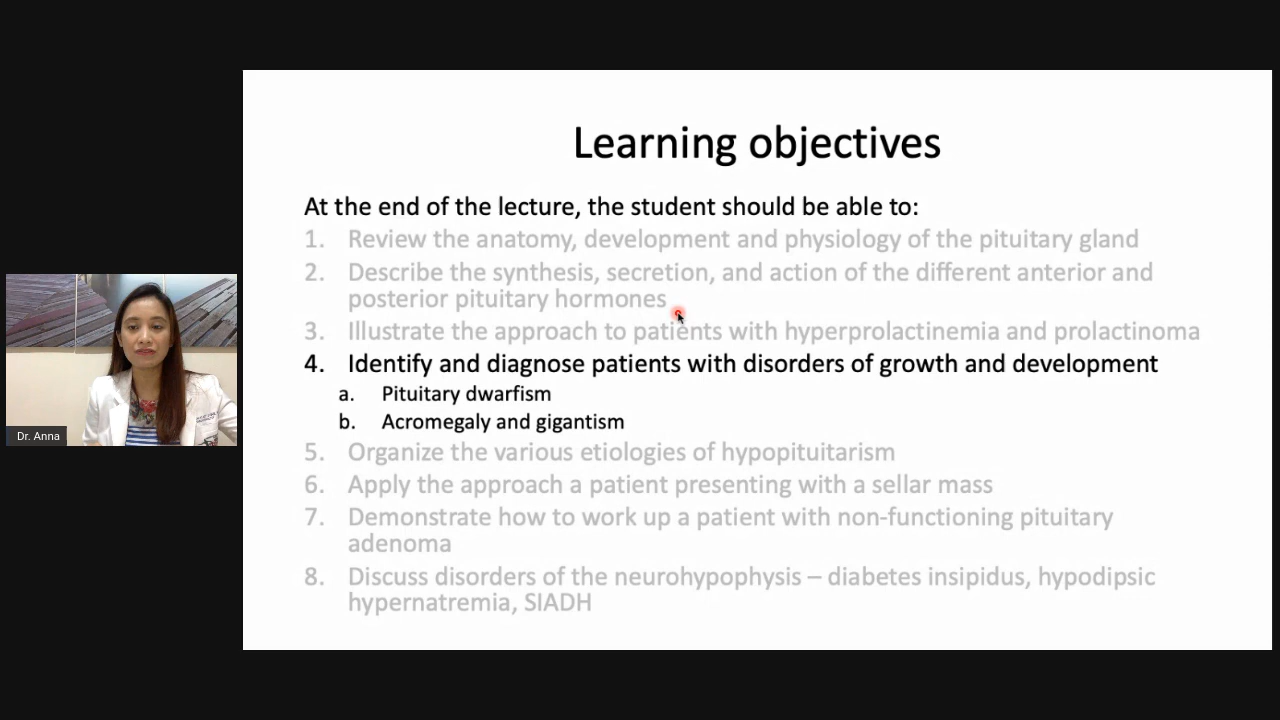 Learning objectives
At the end of the lecture, the student should be able to:
1. Review the anatomy, development and physiology of the pituitary gland
2. Describe the synthesis, secretion, and action of the different anterior and
posterior pituitary hormones
3. Illustrate the approach to patients with hyperprolactinemia and prolactinoma
4. Identify and diagnose patients with disorders of growth and development
a. Pituitary dwarfism
b. Acromegaly and gigantism
5. Organize the various etiologies of hypopituitarism
6. Apply the approach a patient presenting with a sellar mass
7. Demonstrate how to work up a patient with non-functioning pituitary
adenoma
8. Discuss disorders of the neurohypophysis – diabetes insipidus, hypodipsic
hypernatremia, SIADH
Dr. Anna